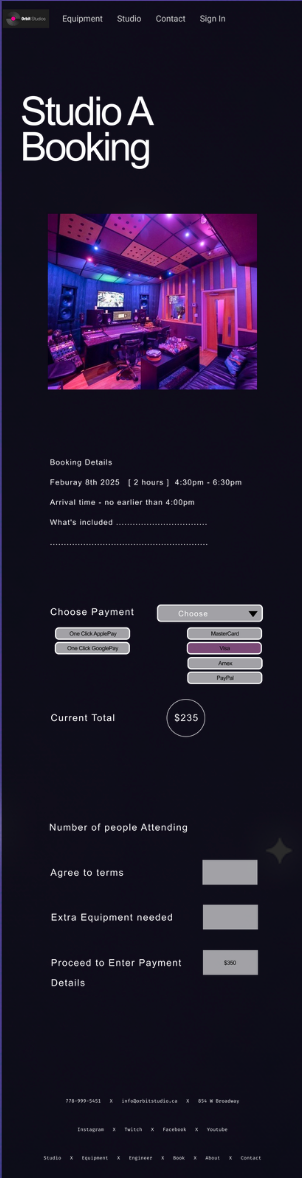 Orbit Studios
Equipment Studio Contact Sign In
Studio A
Booking
Booking Details
Feburay 8th 2025 [ 2 hours ] 4:30pm - 6:30pm
Arrival time - no earlier than 4:00pm
What's included ................................
.......................................................
Choose Payment Choose
One Click ApplePay MasterCard
One Click GooglePay Visa
Amex
PayPal
Current Total $235
Number of people Attending
Agree to terms
Extra Equipment needed
Proceed to Enter Payment $350
Details
778-999-5451 X info@orbitstudio.ca X 854 W Broadway
Instagram X Twitch X Facebook X Youtube
Studio X Equipment X Engineer X Book X About X Contact